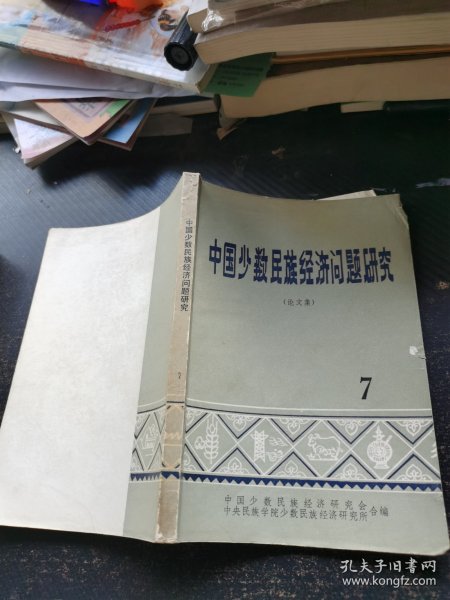 中国少数民族经济问题研究
(论文集)
7
中国少数民族经济研究会
中央民族学院少数民族经济研究所
合编
中国少数民族经济问题研究
7
孔夫子旧书网
www.kongfz.com